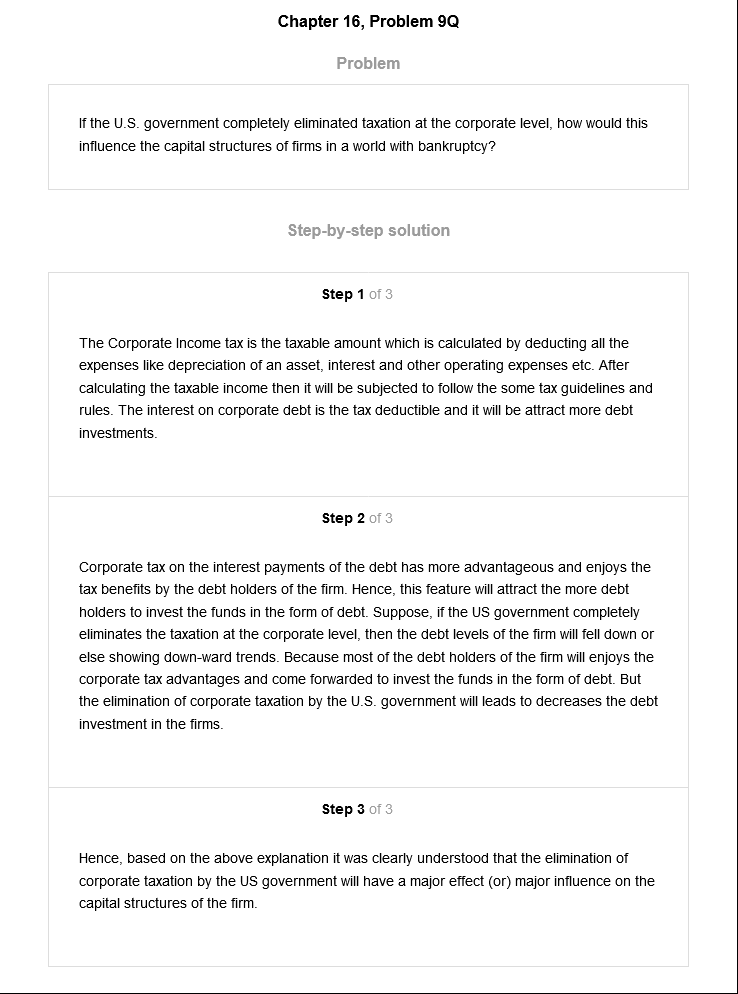 Chapter 16, Problem 9Q
Problem
If the U.S. government completely eliminated taxation at the corporate level, how would this
influence the capital structures of firms in a world with bankruptcy?
Step-by-step solution
Step 1 of 3
The Corporate Income tax is the taxable amount which is calculated by deducting all the
expenses like depreciation of an asset, interest and other operating expenses etc. After
calculating the taxable income then it will be subjected to follow the some tax guidelines and
rules. The interest on corporate debt is the tax deductible and it will be attract more debt
investments.
Step 2 of 3
Corporate tax on the interest payments of the debt has more advantageous and enjoys the
tax benefits by the debt holders of the firm. Hence, this feature will attract the more debt
holders to invest the funds in the form of debt. Suppose, if the US government completely
eliminates the taxation at the corporate level, then the debt levels of the firm will fell down or
else showing down-ward trends. Because most of the debt holders of the firm will enjoys the
corporate tax advantages and come forwarded to invest the funds in the form of debt. But
the elimination of corporate taxation by the U.S. government will leads to decreases the debt
investment in the firms.
Step 3 of 3
Hence, based on the above explanation it was clearly understood that the elimination of
corporate taxation by the US government will have a major effect (or) major influence on the
capital structures of the firm.